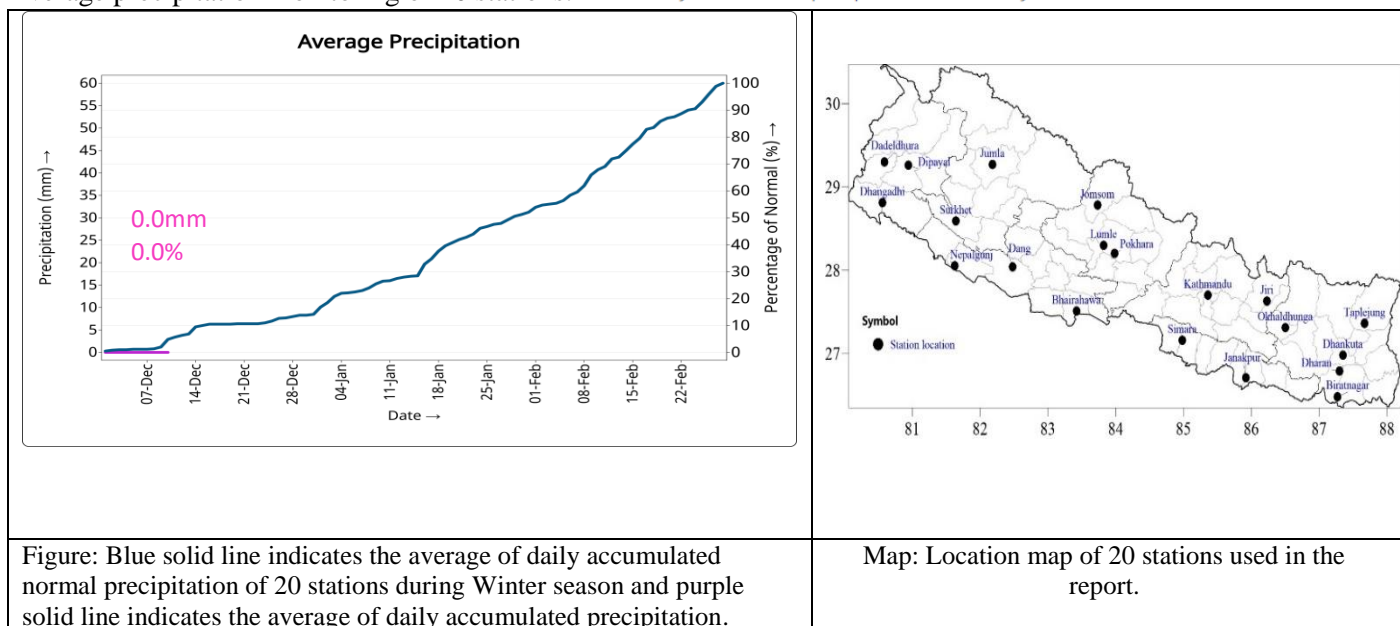 Average Precipitation
Precipitation (mm) →
60
55
50
45
40
35
30
25
20
15
10
5
0
0.0mm
0.0%
100
90
80
70
60
50
40
30
20
10
0
Percentage of Normal (%) →
07-Dec
14-Dec
21-Dec
28-Dec
04-Jan
11-Jan
18-Jan
25-Jan
01-Feb
08-Feb
15-Feb
22-Feb
Date →
30
29
28
27
Dadeldhura
Dipayal
Jumla
Dhangadhi
Surkhet
Jomsom
Lumle
Pokhara
Nepalgunj
Dang
Bhairahawa
Kathmandu
Jiri
Okhaldhunga
Taplejung
Simara
Dhankuta
Janakpur
Dharan
Biratnagar
Symbol
Station location
81 82 83 84 85 86 87 88
Figure: Blue solid line indicates the average of daily accumulated
normal precipitation of 20 stations during Winter season and purple
solid line indicates the average of daily accumulated precipitation.
Map: Location map of 20 stations used in the
report.